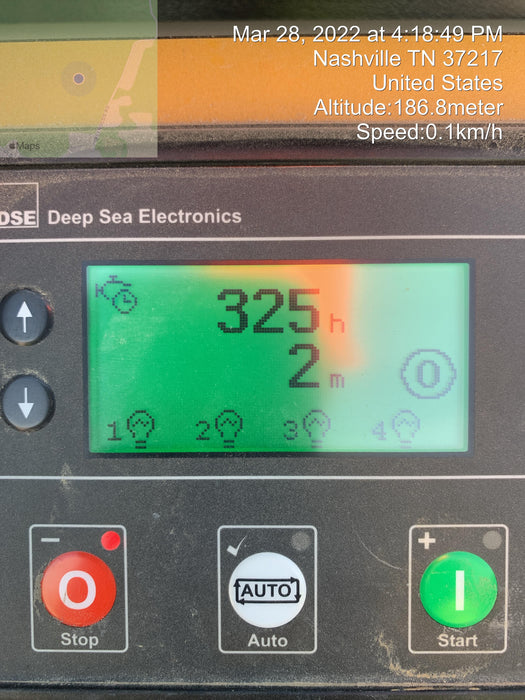 Mar 28, 2022 at 4:18:49 PM
Nashville TN 37217
United States
Altitude:186.8meter
Speed:0.1km/h
Maps
DSE Deep Sea Electronics
325 h
2 m
0
1 2 3 4
− ✓ +
O AUTO I
Stop Auto Start